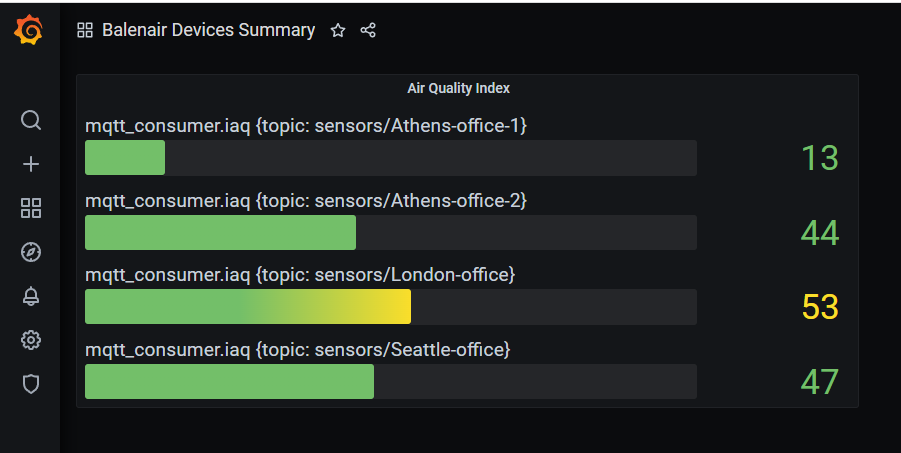 Balenair Devices Summary
Air Quality Index
mqtt_consumer.iaq {topic: sensors/Athens-office-1}
13
mqtt_consumer.iaq {topic: sensors/Athens-office-2}
44
mqtt_consumer.iaq {topic: sensors/London-office}
53
mqtt_consumer.iaq {topic: sensors/Seattle-office}
47